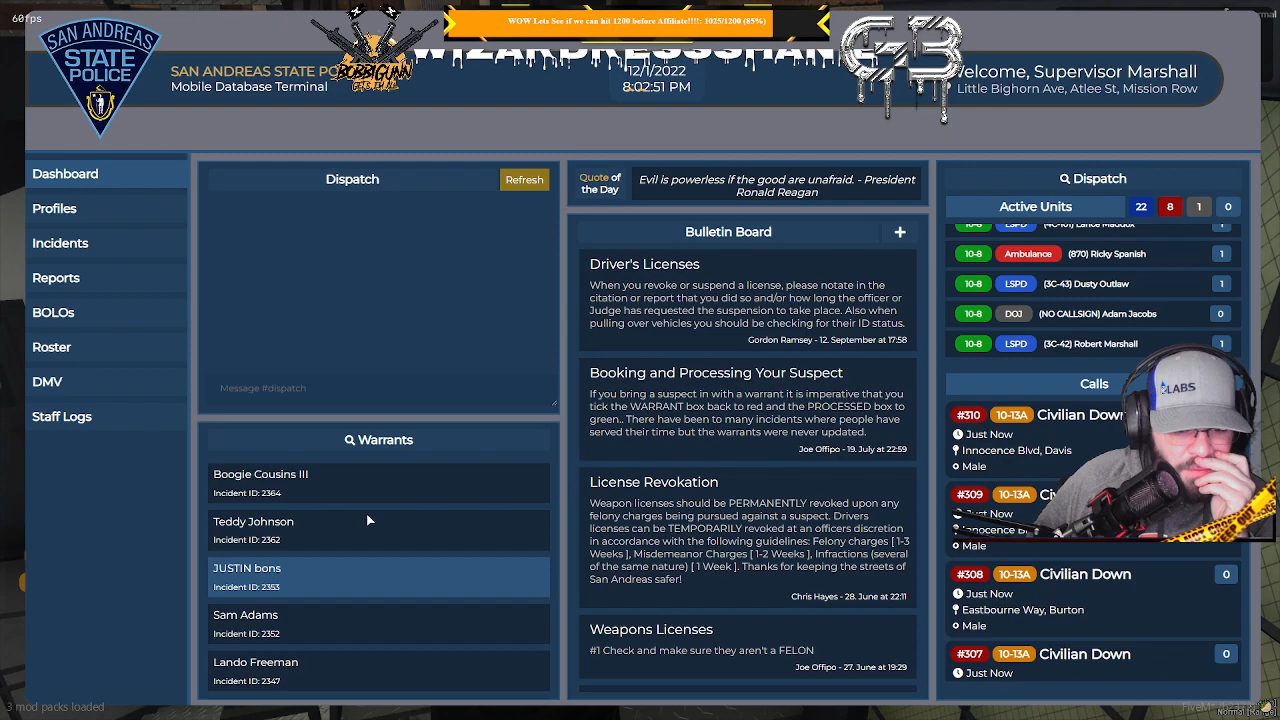 60fps
WOW Lets See if we can hit 1200 before Affiliate!!!!: 1025/1200 (85%)
SAN ANDREAS
STATE
POLICE
SAN ANDREAS STATE PO
Mobile Database Terminal
BOBBIGUNN
GETS EM ALL
WIZARDRESSSHANE
12/1/2022
8:02:51 PM
G3
Welcome, Supervisor Marshall
Little Bighorn Ave, Atlee St, Mission Row
Dashboard
Profiles
Incidents
Reports
BOLOs
Roster
DMV
Staff Logs
Dispatch
Refresh
Message #dispatch
Warrants
Boogie Cousins III
Incident ID: 2364
Teddy Johnson
Incident ID: 2362
JUSTIN bons
Incident ID: 2353
Sam Adams
Incident ID: 2352
Lando Freeman
Incident ID: 2347
Quote of
the Day
Evil is powerless if the good are unafraid. - President
Ronald Reagan
Bulletin Board
+
Driver's Licenses
When you revoke or suspend a license, please notate in the
citation or report that you did so and/or how long the officer or
Judge has requested the suspension to take place. Also when
pulling over vehicles you should be checking for their ID status.
Gordon Ramsey - 12. September at 17:58
Booking and Processing Your Suspect
If you bring a suspect in with a warrant it is imperative that you
tick the WARRANT box back to red and the PROCESSED box to
green.. There have been to many incidents where people have
served their time but the warrants were never updated.
Joe Offipo - 19. July at 22:59
License Revokation
Weapon licenses should be PERMANENTLY revoked upon any
felony charges being pursued against a suspect. Drivers
licenses can be TEMPORARILY revoked at an officers discretion
in accordance with the following guidelines: Felony charges [ 1-3
Weeks ], Misdemeanor Charges [ 1-2 Weeks ], Infractions (several
of the same nature) [ 1 Week ]. Thanks for keeping the streets of
San Andreas safer!
Chris Hayes - 28. June at 22:11
Weapons Licenses
#1 Check and make sure they aren't a FELON
Joe Offipo - 27. June at 19:29
Dispatch
Active Units 22 8 1 0
10-8 LSPD (4C-101) Lance Maddox 1
10-8 Ambulance (870) Ricky Spanish 1
10-8 LSPD (3C-43) Dusty Outlaw 1
10-8 DOJ (NO CALLSIGN) Adam Jacobs 0
10-8 LSPD (3C-42) Robert Marshall 1
Calls
#310 10-13A Civilian Down
Just Now
Innocence Blvd, Davis
Male
#309 10-13A
Just Now
Male
#308 10-13A Civilian Down 0
Just Now
Eastbourne Way, Burton
Male
#307 10-13A Civilian Down 0
Just Now
LABS
3 mod packs loaded